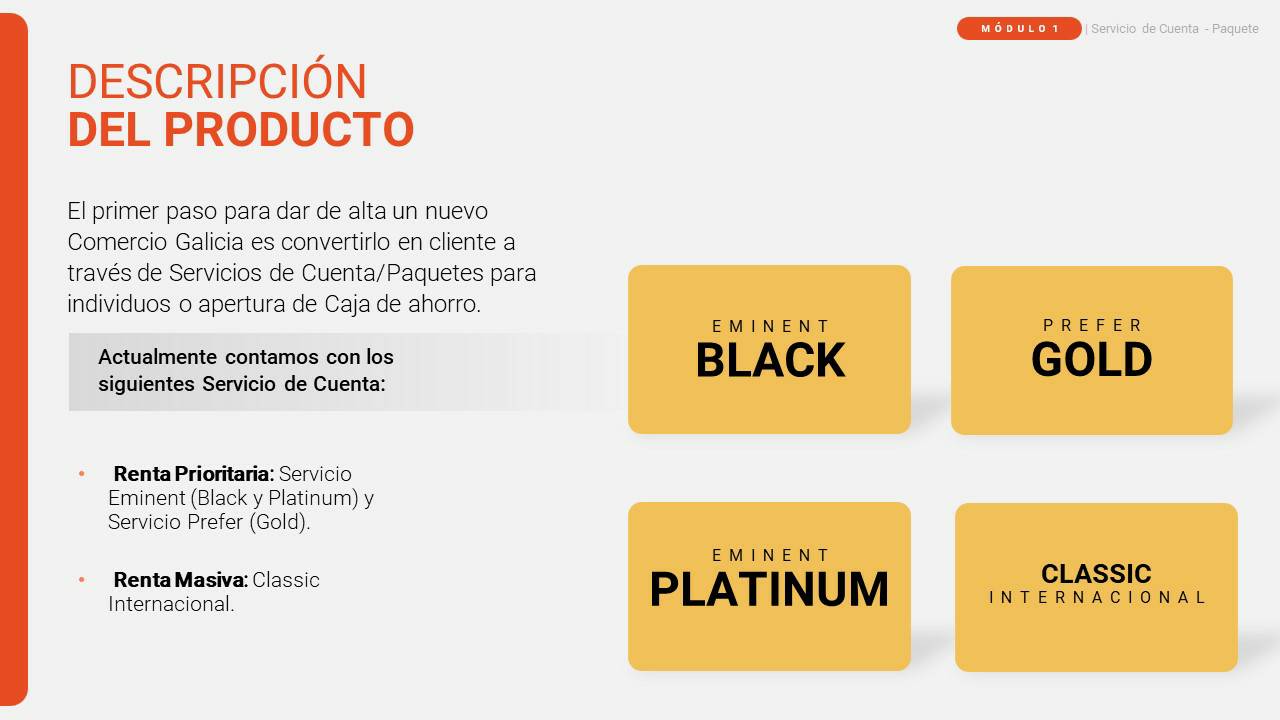 MÓDULO 1 | Servicio de Cuenta - Paquete
DESCRIPCIÓN
DEL PRODUCTO
El primer paso para dar de alta un nuevo
Comercio Galicia es convertirlo en cliente a
través de Servicios de Cuenta/Paquetes para
individuos o apertura de Caja de ahorro.
Actualmente contamos con los
siguientes Servicio de Cuenta:
• Renta Prioritaria: Servicio
Eminent (Black y Platinum) y
Servicio Prefer (Gold).
• Renta Masiva: Classic
Internacional.
EMINENT
BLACK
PREFER
GOLD
EMINENT
PLATINUM
CLASSIC
INTERNACIONAL